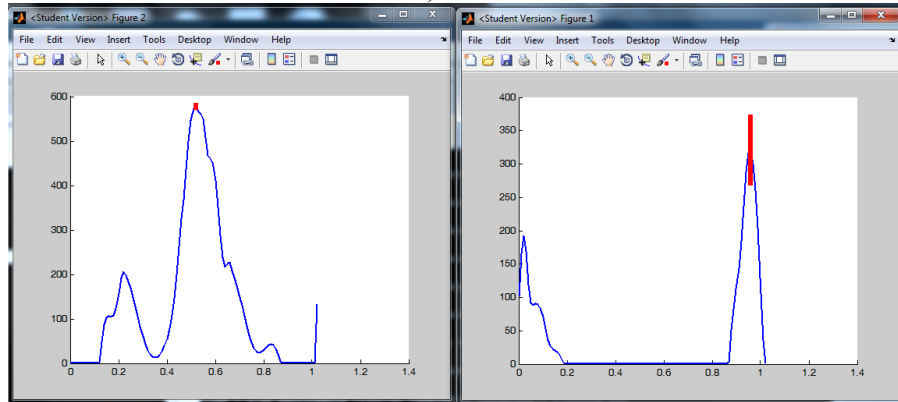 <Student Version> Figure 2
File Edit View Insert Tools Desktop Window Help
600
500
400
300
200
100
0
0 0.2 0.4 0.6 0.8 1 1.2 1.4
<Student Version> Figure 1
File Edit View Insert Tools Desktop Window Help
400
350
300
250
200
150
100
50
0
0 0.2 0.4 0.6 0.8 1 1.2 1.4